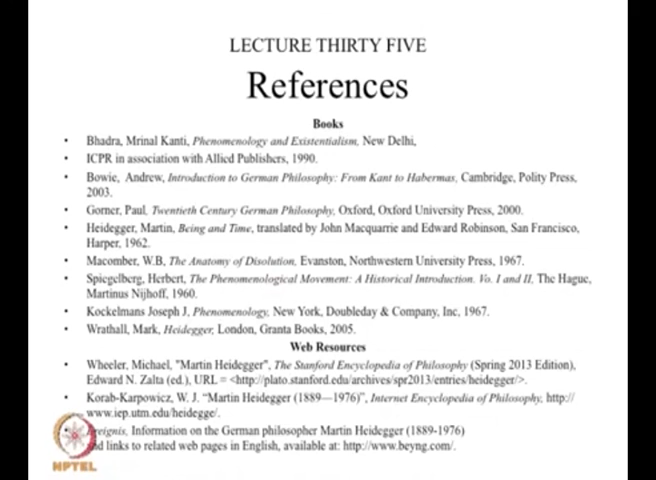 LECTURE THIRTY FIVE
References
Books
• Bhadra, Mrinal Kanti, Phenomenology and Existentialism, New Delhi,
• ICPR in association with Allied Publishers, 1990.
• Bowie, Andrew, Introduction to German Philosophy: From Kant to Habermas, Cambridge, Polity Press,
2003.
• Gorner, Paul, Twentieth Century German Philosophy, Oxford, Oxford University Press, 2000.
• Heidegger, Martin, Being and Time, translated by John Macquarrie and Edward Robinson, San Francisco,
Harper, 1962.
• Macomber, W.B, The Anatomy of Disolution, Evanston, Northwestern University Press, 1967.
• Spiegelberg, Herbert, The Phenomenological Movement: A Historical Introduction. Vo. I and II, The Hague,
Martinus Nijhoff, 1960.
• Kockelmans Joseph J, Phenomenology, New York, Doubleday & Company, Inc, 1967.
• Wrathall, Mark, Heidegger, London, Granta Books, 2005.
Web Resources
• Wheeler, Michael, "Martin Heidegger", The Stanford Encyclopedia of Philosophy (Spring 2013 Edition),
Edward N. Zalta (ed.), URL = <http://plato.stanford.edu/archives/spr2013/entries/heidegger/>.
• Korab-Karpowicz, W. J. “Martin Heidegger (1889—1976)”, Internet Encyclopedia of Philosophy, http://
www.iep.utm.edu/heidegge/.
Information on the German philosopher Martin Heidegger (1889-1976)
and links to related web pages in English, available at: http://www.beyng.com/.
NPTEL